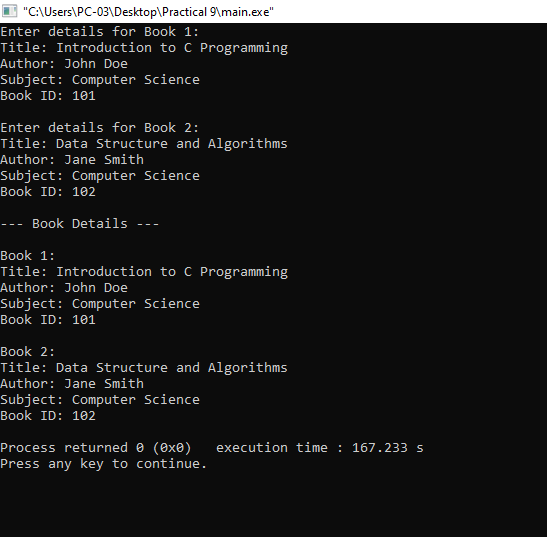 "C:\Users\PC-03\Desktop\Practical 9\main.exe"
Enter details for Book 1:
Title: Introduction to C Programming
Author: John Doe
Subject: Computer Science
Book ID: 101
Enter details for Book 2:
Title: Data Structure and Algorithms
Author: Jane Smith
Subject: Computer Science
Book ID: 102
--- Book Details ---
Book 1:
Title: Introduction to C Programming
Author: John Doe
Subject: Computer Science
Book ID: 101
Book 2:
Title: Data Structure and Algorithms
Author: Jane Smith
Subject: Computer Science
Book ID: 102
Process returned 0 (0x0)   execution time : 167.233 s
Press any key to continue.